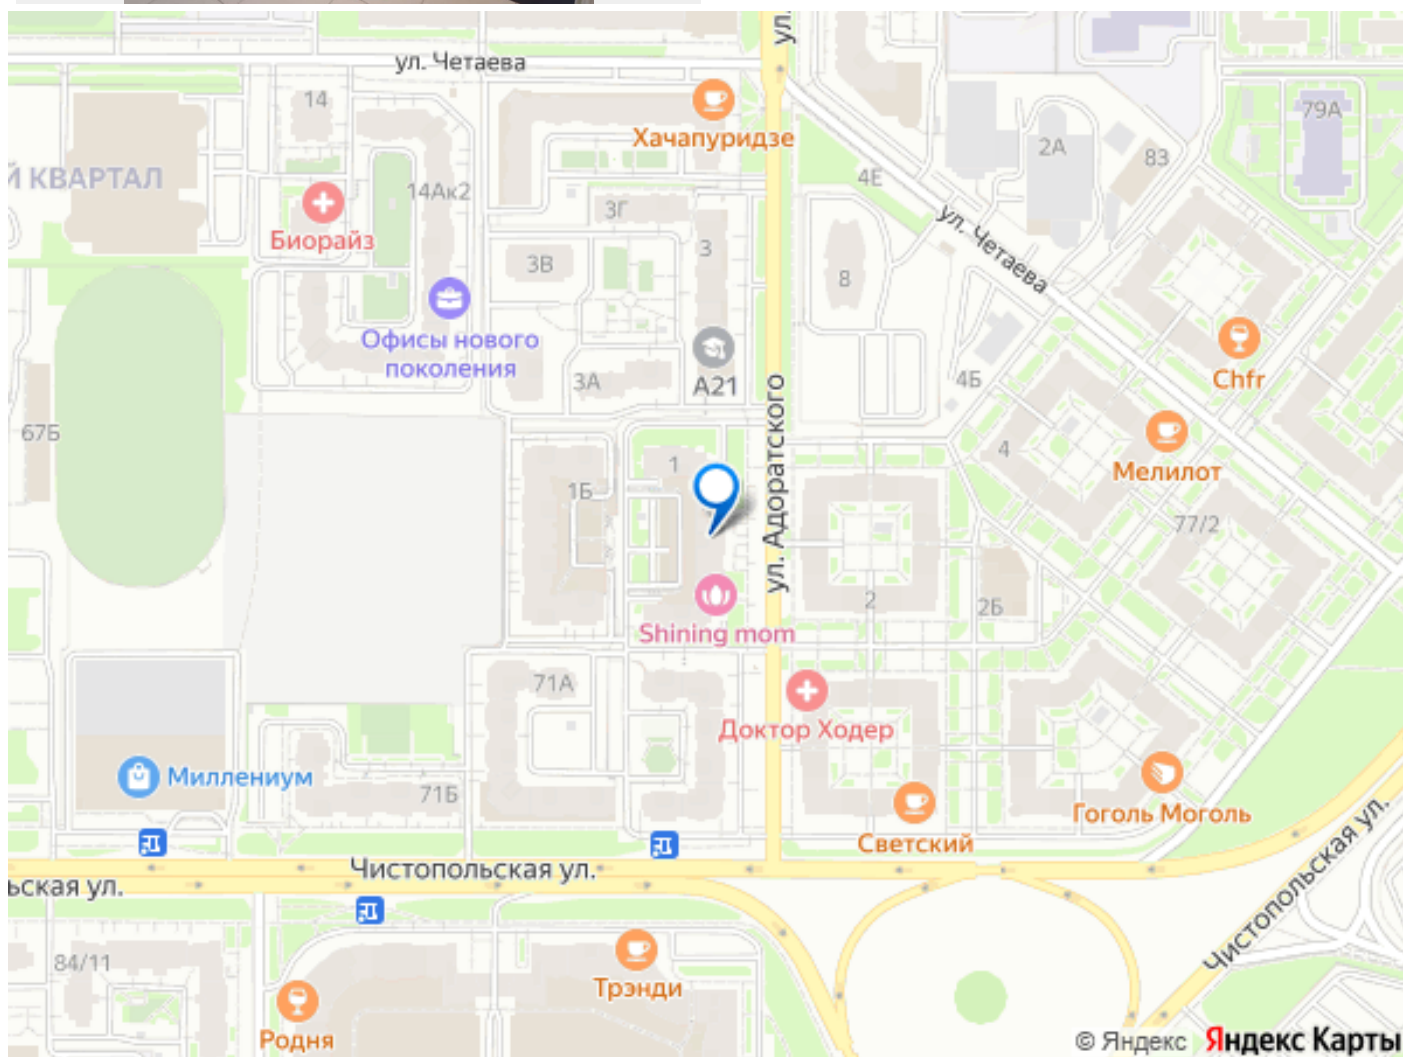 ул.
ул. Четаева
14
Хачапуридзе
79А
2А
83
Й КВАРТАЛ
14Ак2
4Е
3Г
Биорайз
ул. Четаева
3
3В
8
Офисы нового
поколения
3А
А21
4Б
Chfr
67Б
ул. Адоратского
1
4
Мелилот
1Б
77/2
2
2Б
Shining mom
71А
Доктор Ходер
Миллениум
71Б
Гоголь Моголь
Светский
Чистопольская ул.
ьская ул.
Чистопольская ул.
84/11
Трэнди
Родня
© Яндекс Яндекс Карты